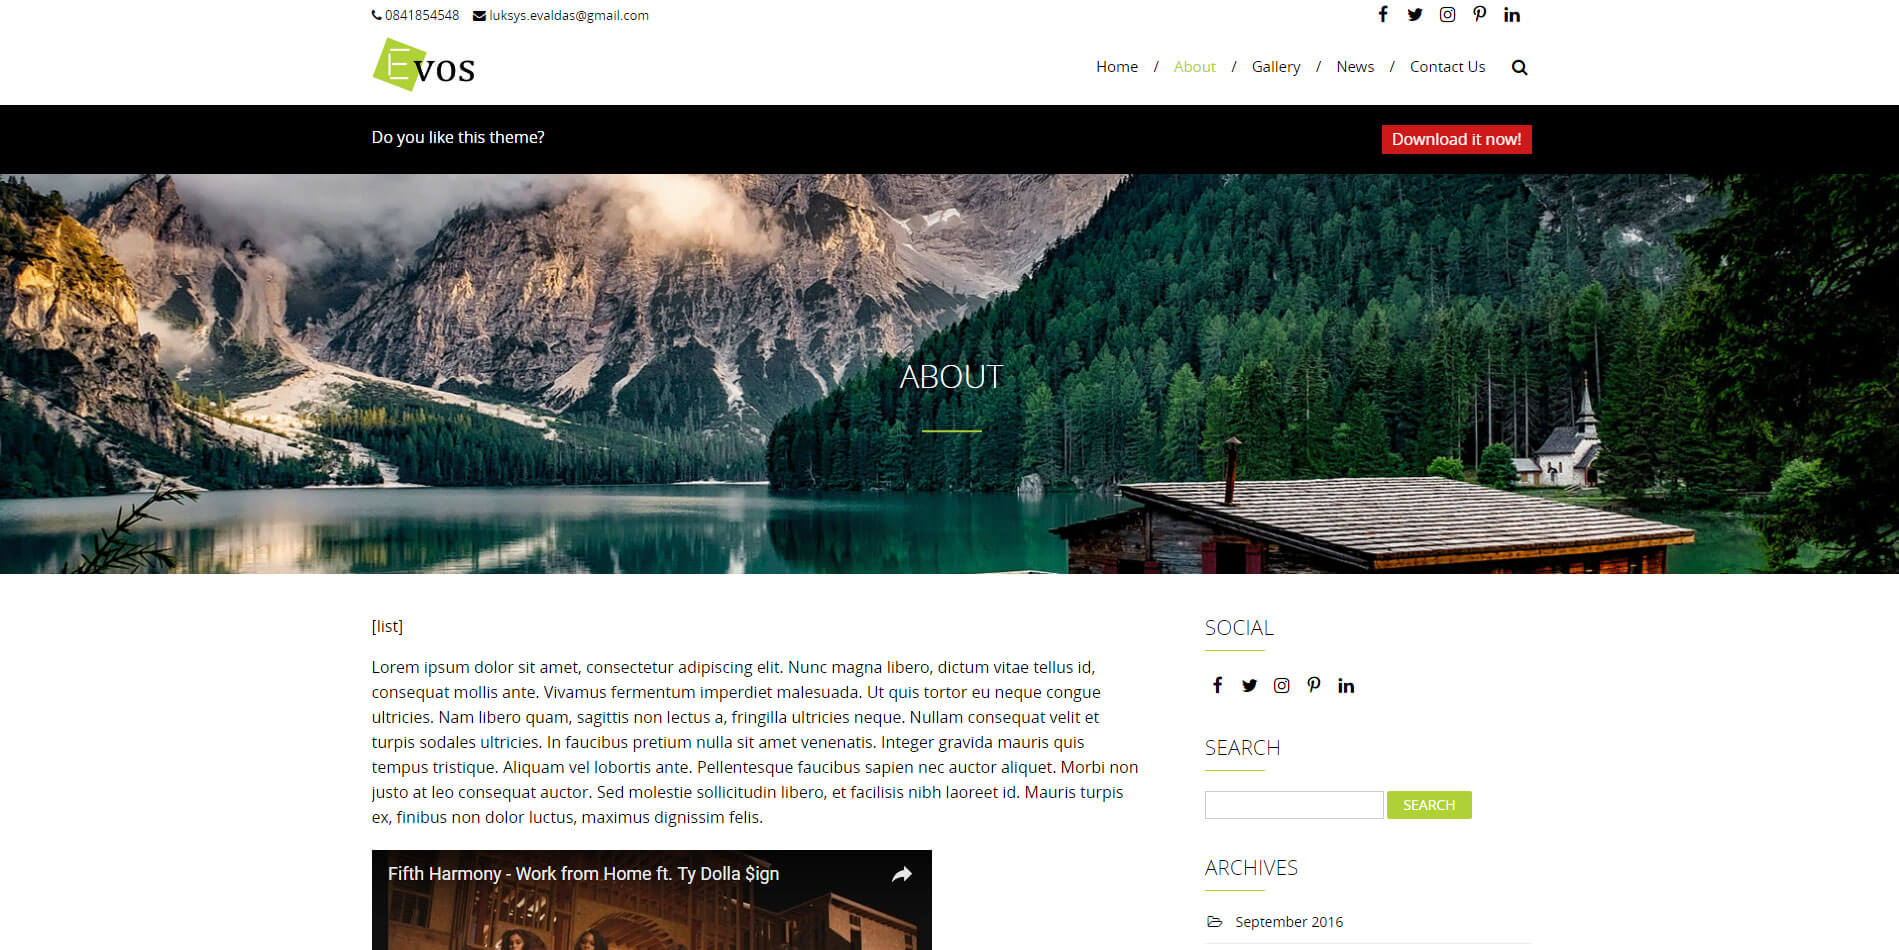 0841854548 luksys.evaldas@gmail.com
Evos
Home / About / Gallery / News / Contact Us
Do you like this theme?
Download it now!
ABOUT
[list]
Lorem ipsum dolor sit amet, consectetur adipiscing elit. Nunc magna libero, dictum vitae tellus id,
consequat mollis ante. Vivamus fermentum imperdiet malesuada. Ut quis tortor eu neque congue
ultricies. Nam libero quam, sagittis non lectus a, fringilla ultricies neque. Nullam consequat velit et
turpis sodales ultricies. In faucibus pretium nulla sit amet venenatis. Integer gravida mauris quis
tempus tristique. Aliquam vel lobortis ante. Pellentesque faucibus sapien nec auctor aliquet. Morbi non
justo at leo consequat auctor. Sed molestie sollicitudin libero, et facilisis nibh laoreet id. Mauris turpis
ex, finibus non dolor luctus, maximus dignissim felis.
Fifth Harmony - Work from Home ft. Ty Dolla $ign
SOCIAL
SEARCH
SEARCH
ARCHIVES
September 2016